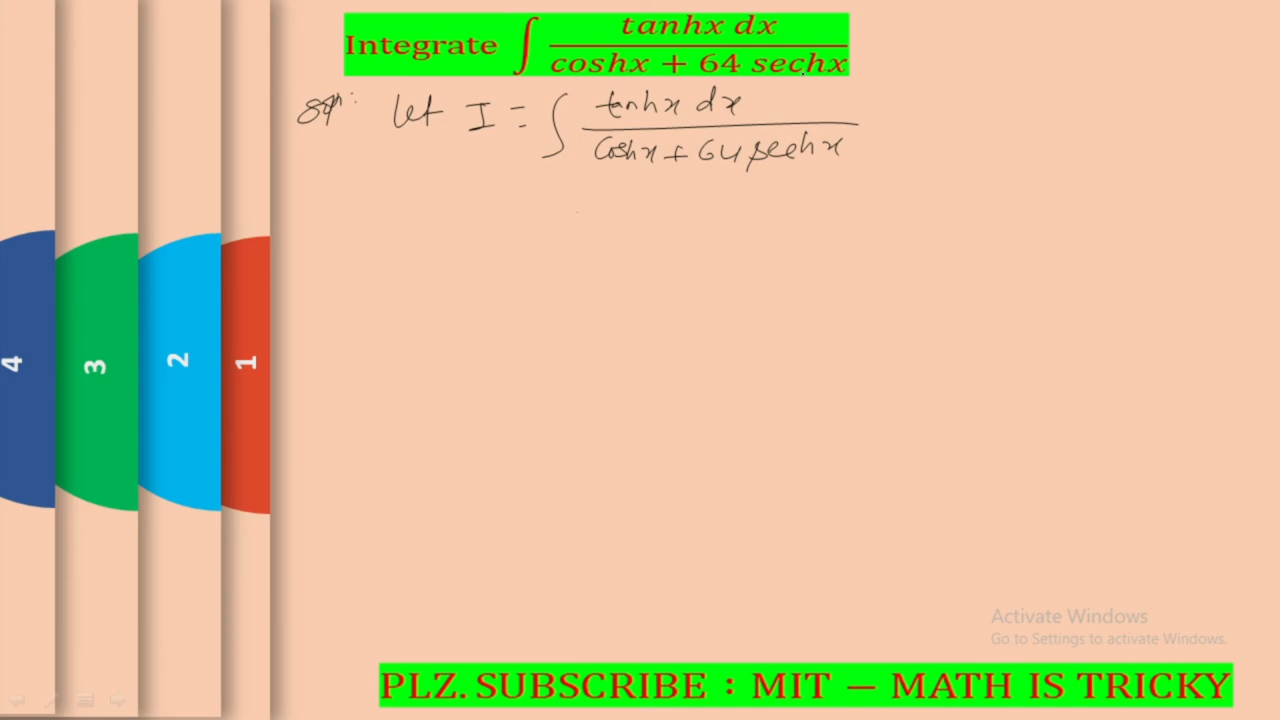 Integrate ∫ tanhx dx / coshx + 64 sechx
Solⁿ: let I = ∫ tanhx dx / coshx + 64 sechx
4
3
2
1
Activate Windows
Go to Settings to activate Windows.
PLZ. SUBSCRIBE : MIT − MATH IS TRICKY